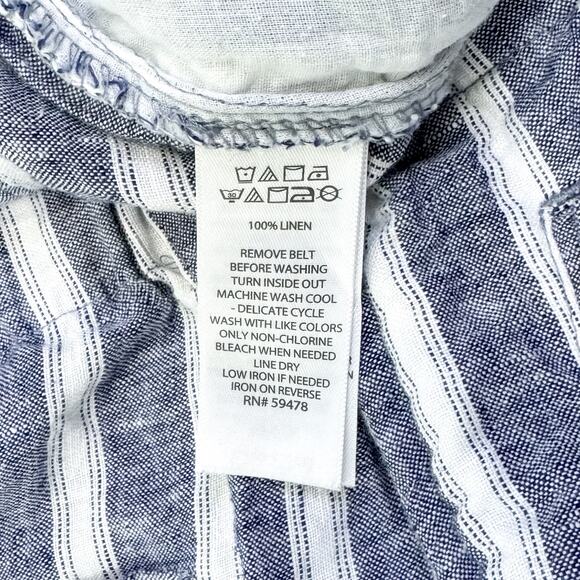 30
100% LINEN
REMOVE BELT
BEFORE WASHING
TURN INSIDE OUT
MACHINE WASH COOL
- DELICATE CYCLE
WASH WITH LIKE COLORS
ONLY NON-CHLORINE
BLEACH WHEN NEEDED
LINE DRY
LOW IRON IF NEEDED
IRON ON REVERSE
RN# 59478